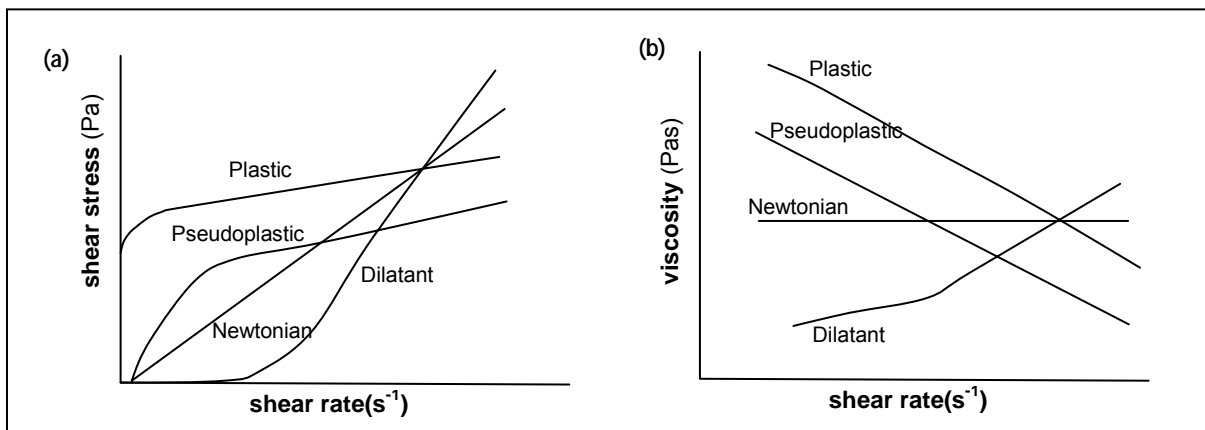 (a)
shear stress (Pa)
Plastic
Pseudoplastic
Dilatant
Newtonian
shear rate(s⁻¹)
(b)
viscosity (Pas)
Plastic
Pseudoplastic
Newtonian
Dilatant
shear rate(s⁻¹)